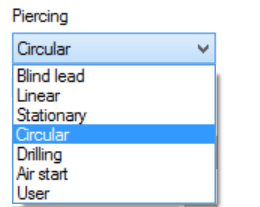 Piercing
Circular
Blind lead
Linear
Stationary
Circular
Drilling
Air start
User